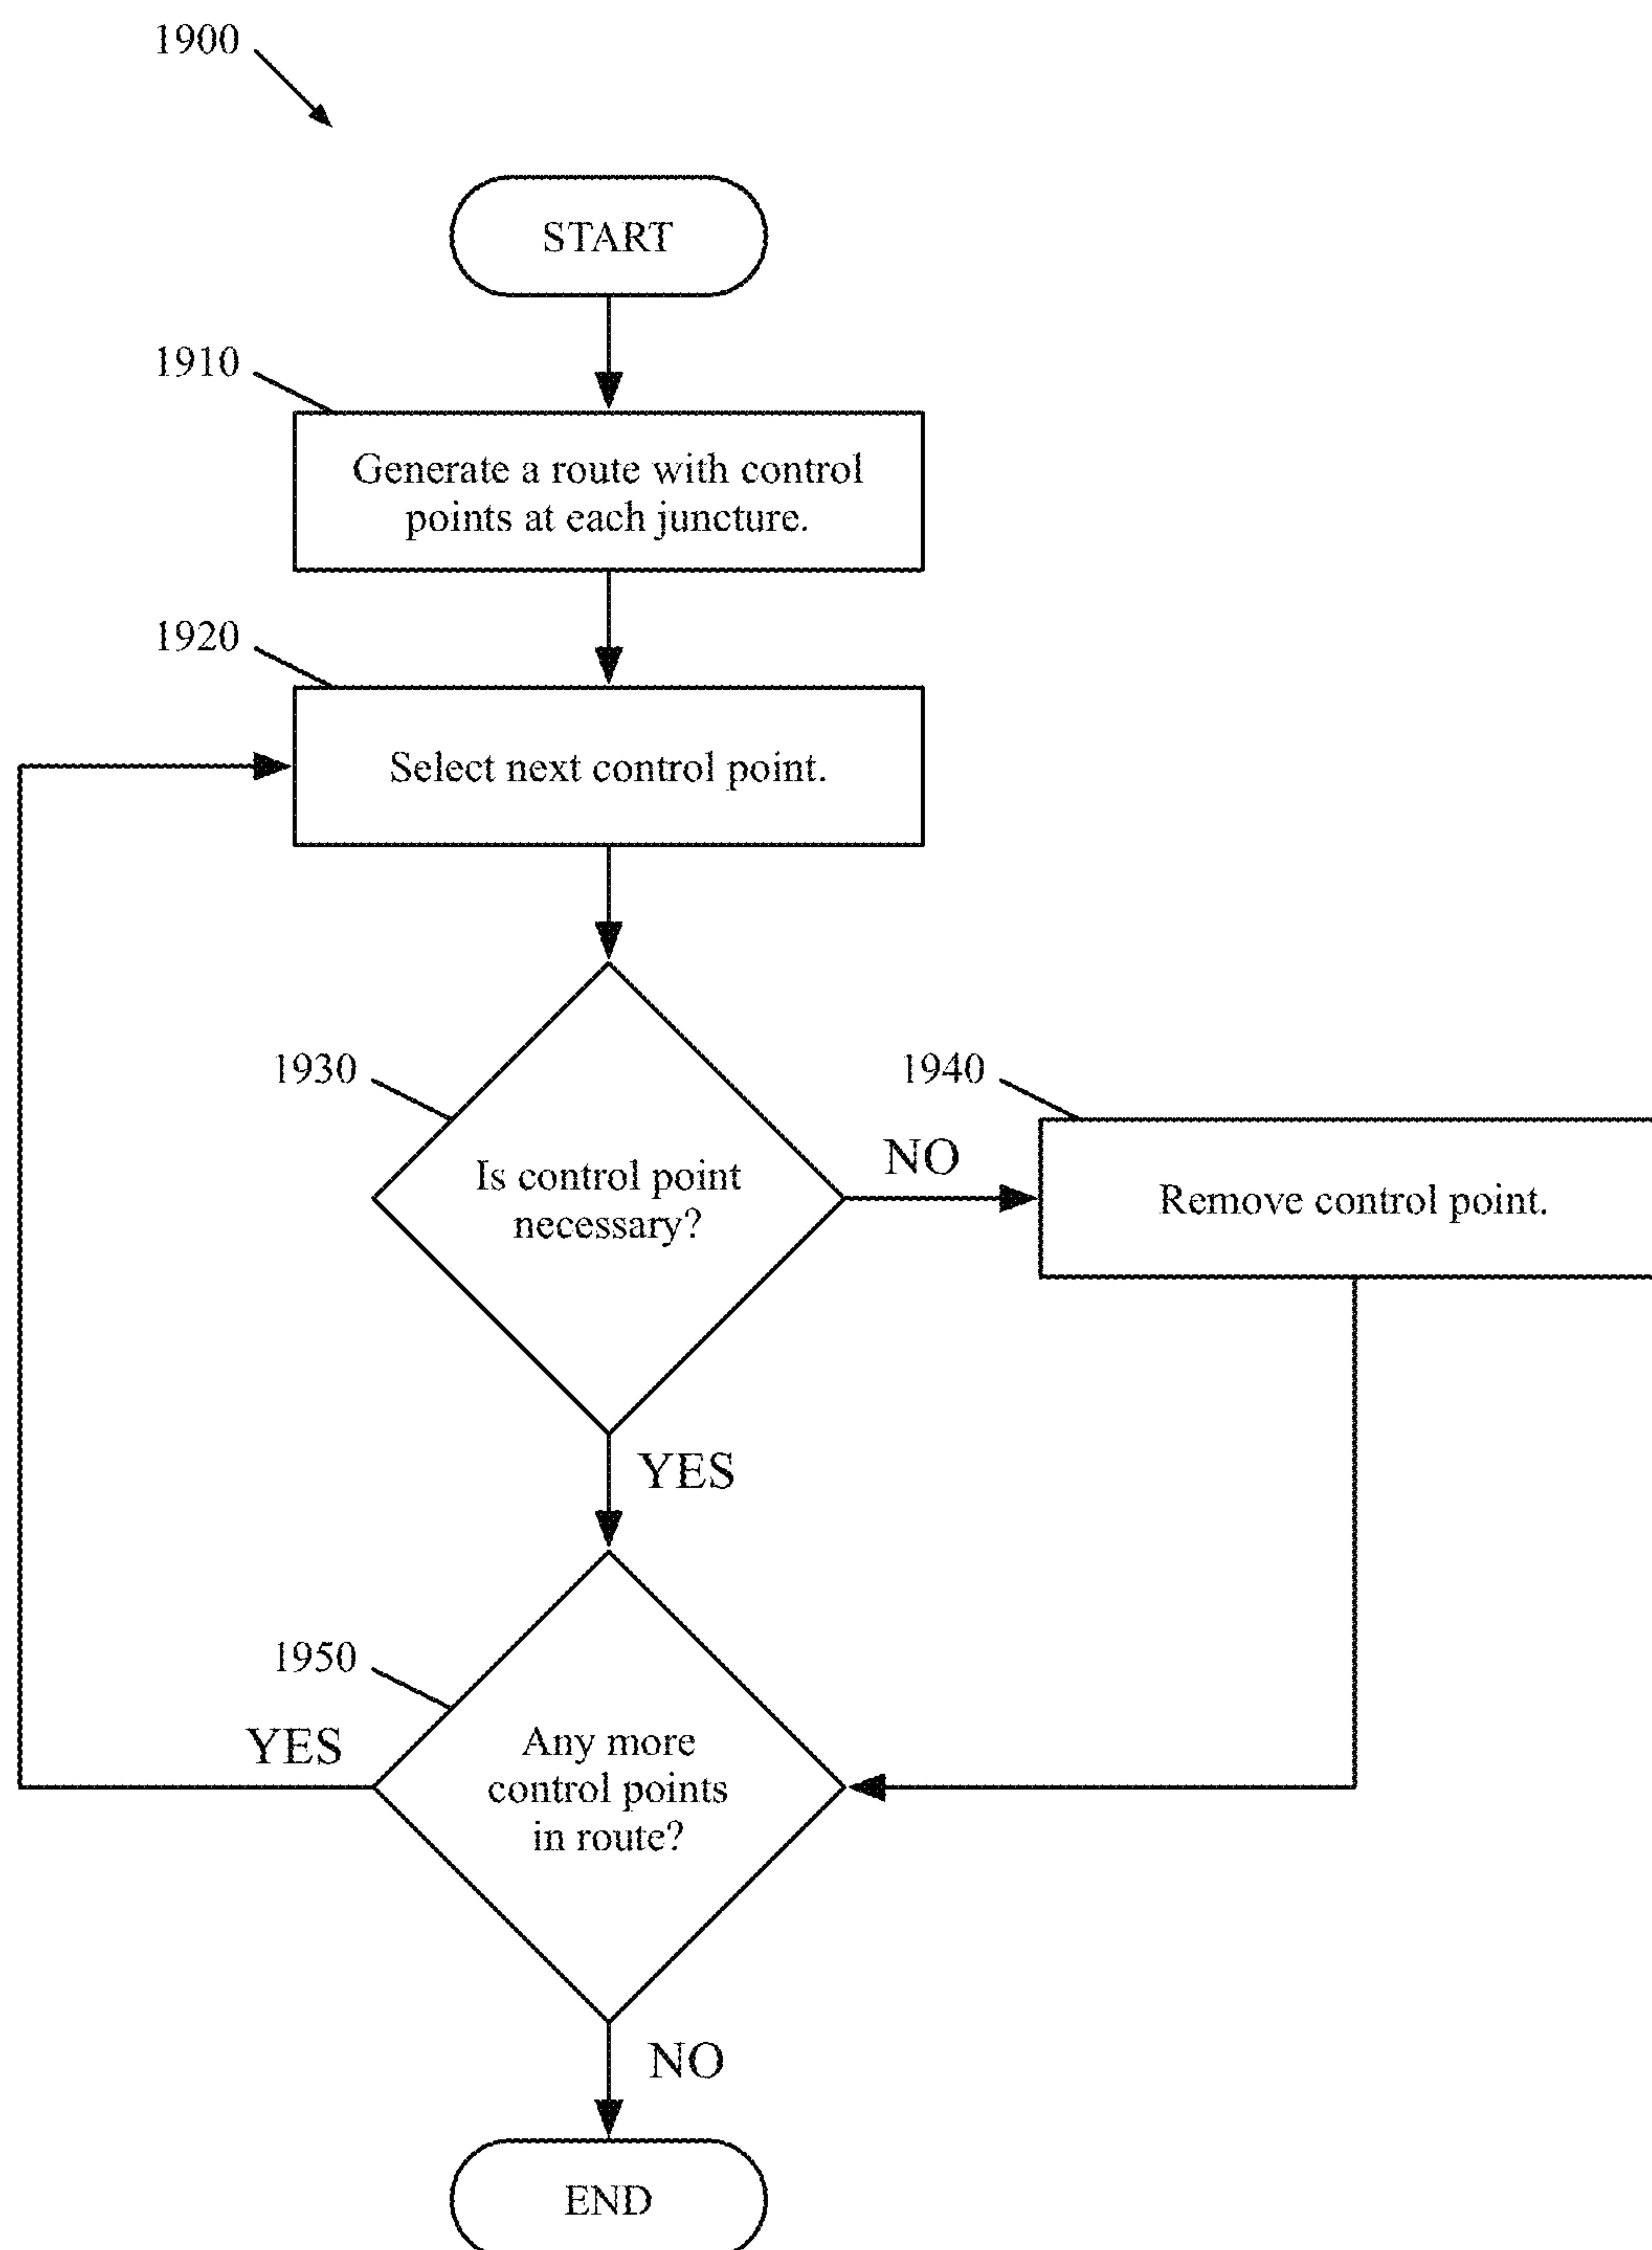 1900
START
1910
Generate a route with control
points at each juncture.
1920
Select next control point.
1930
Is control point
necessary?
NO
1940
Remove control point.
YES
1950
YES
Any more
control points
in route?
NO
END